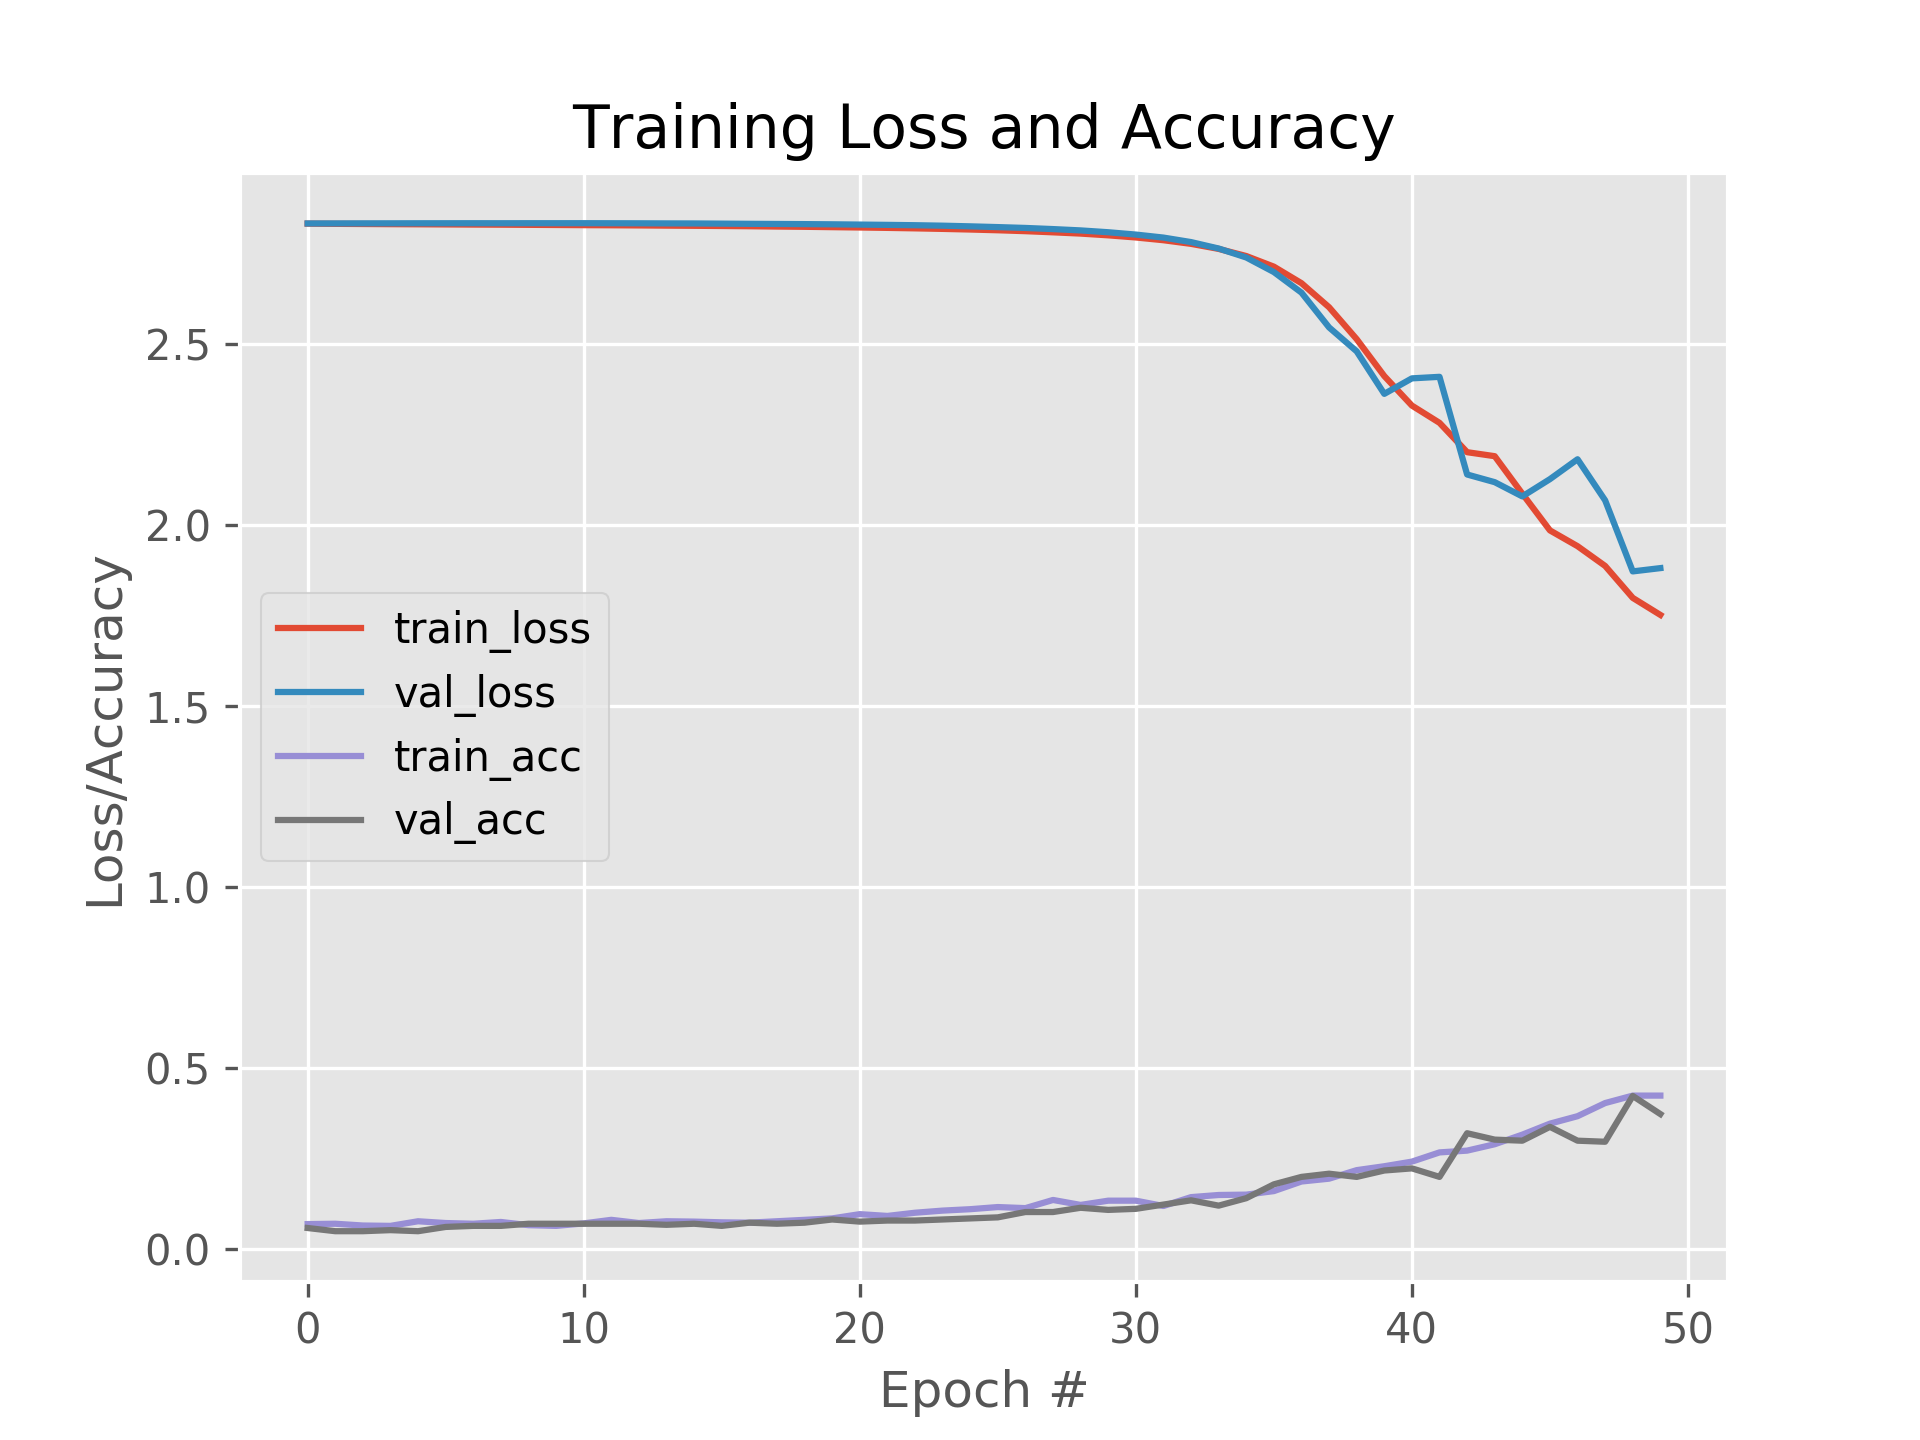 Training Loss and Accuracy
Loss/Accuracy
2.5
2.0
1.5
1.0
0.5
0.0
train_loss
val_loss
train_acc
val_acc
0 10 20 30 40 50
Epoch #